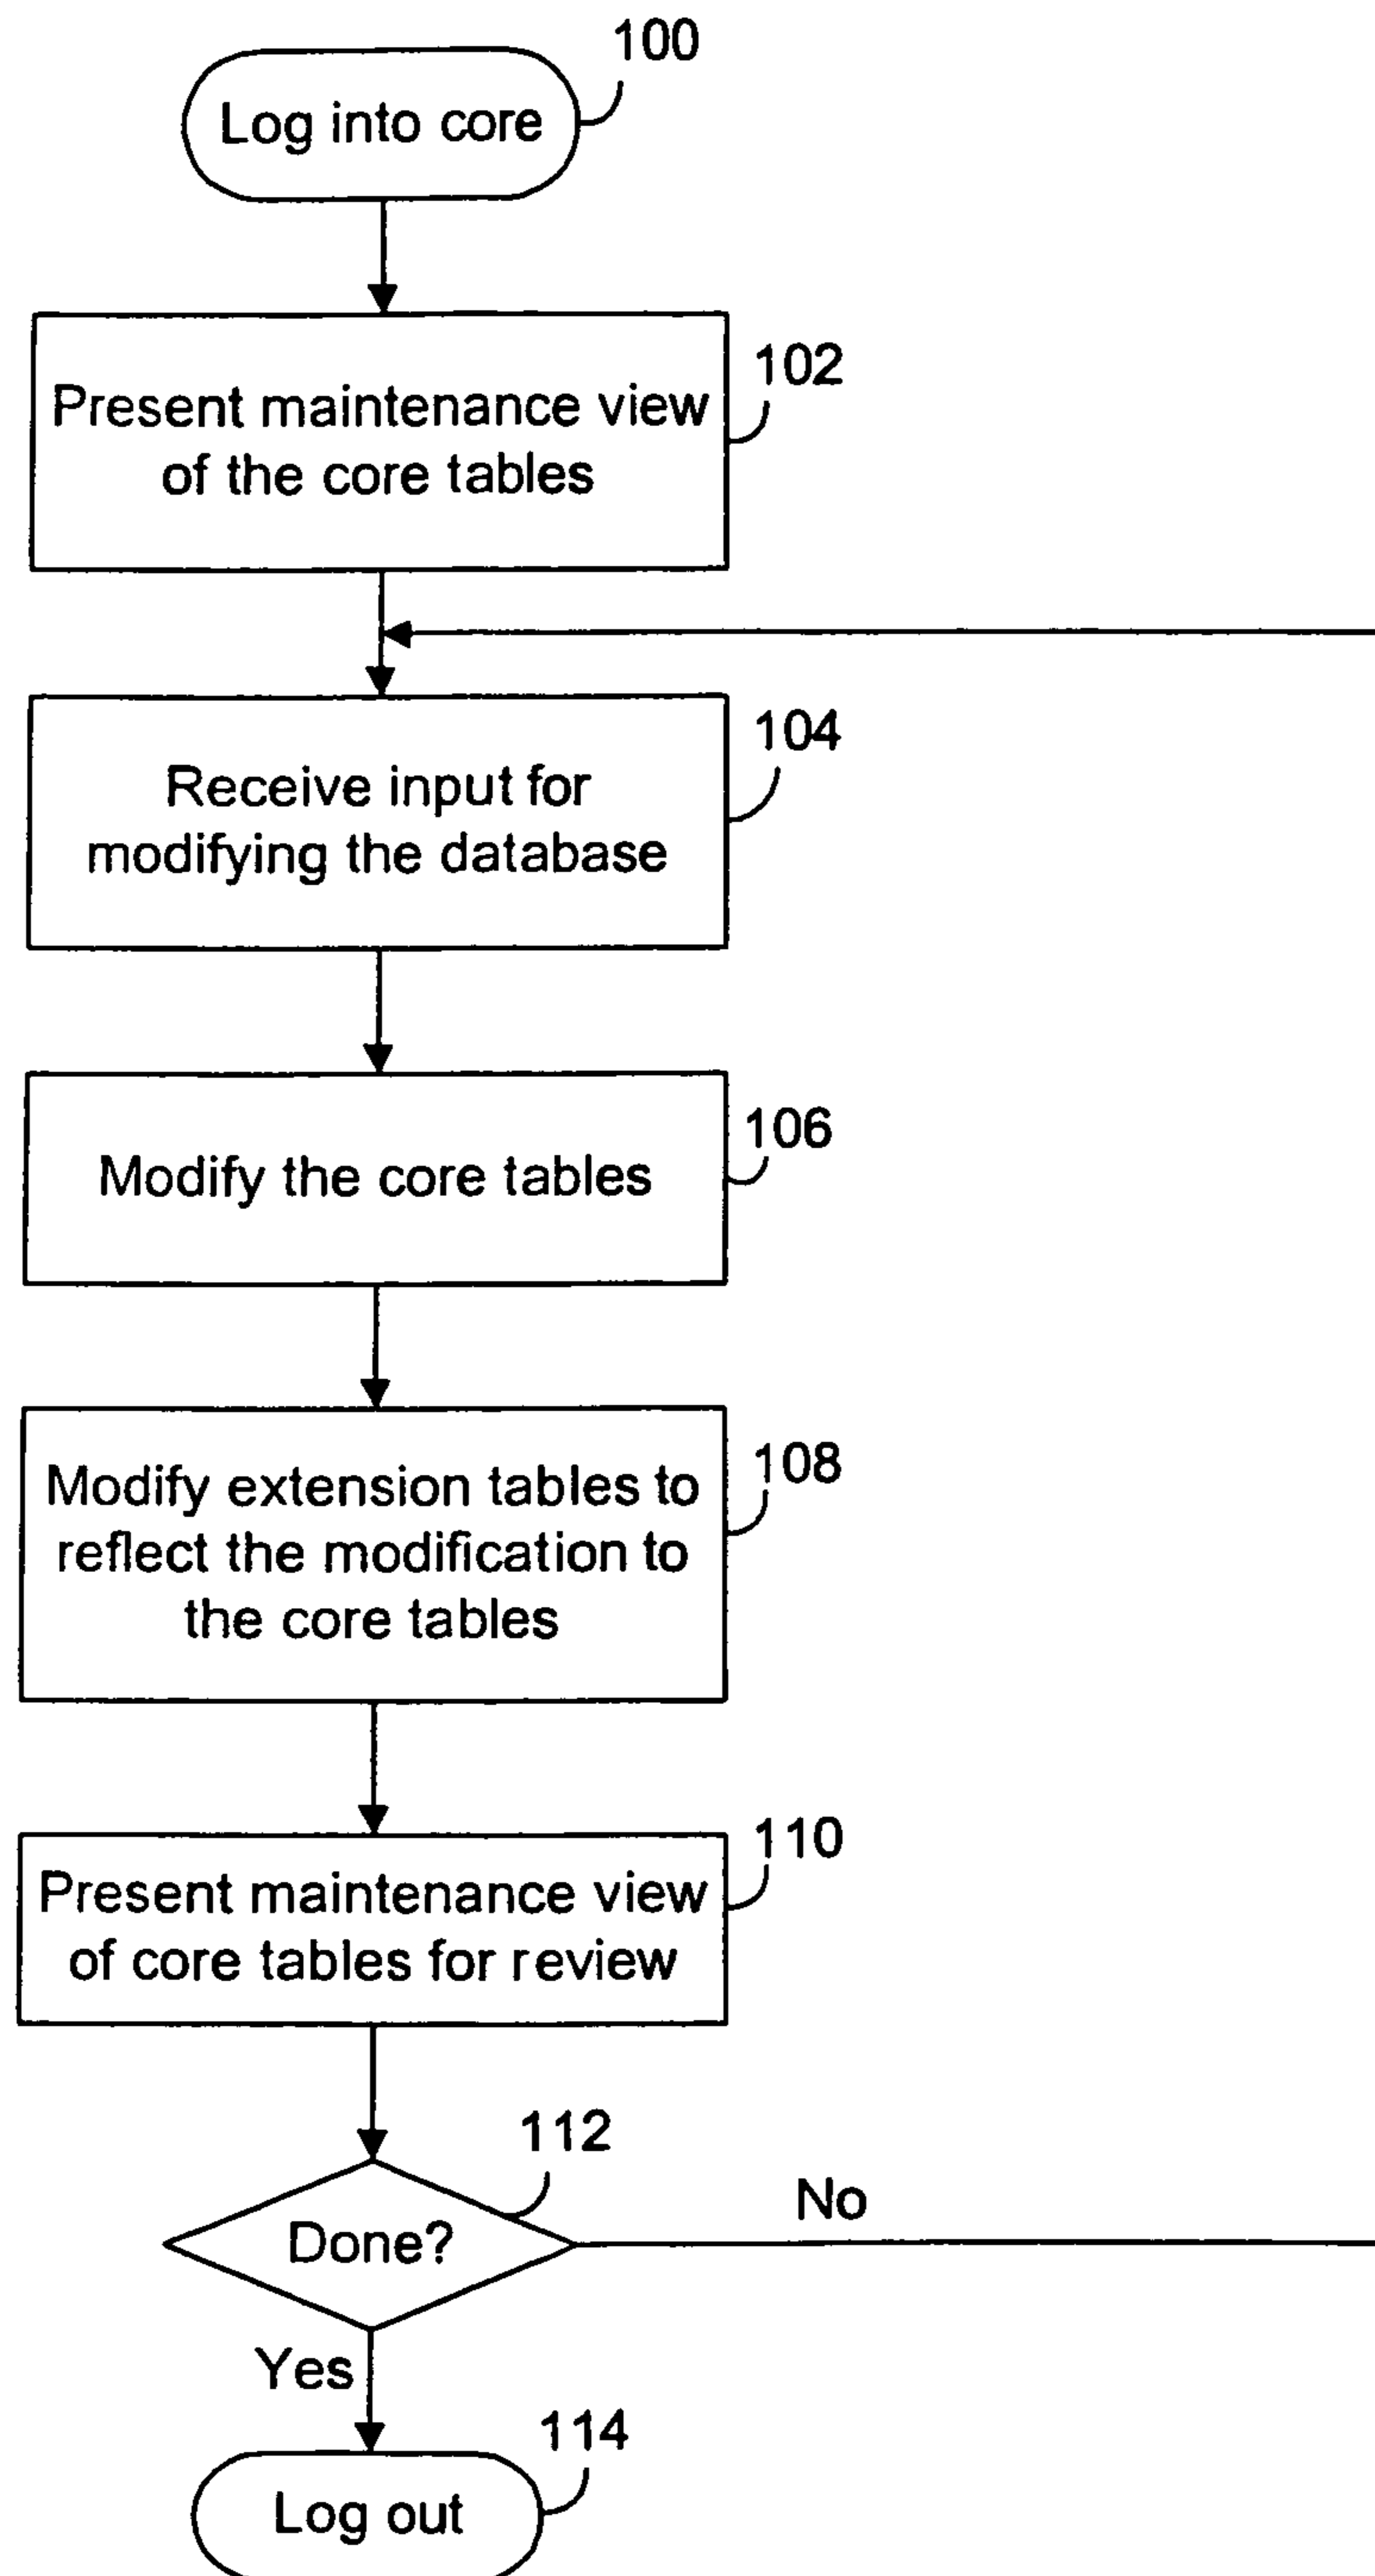 100
Log into core
102
Present maintenance view
of the core tables
104
Receive input for
modifying the database
106
Modify the core tables
108
Modify extension tables to
reflect the modification to
the core tables
110
Present maintenance view
of core tables for review
112
Done?
No
Yes
114
Log out